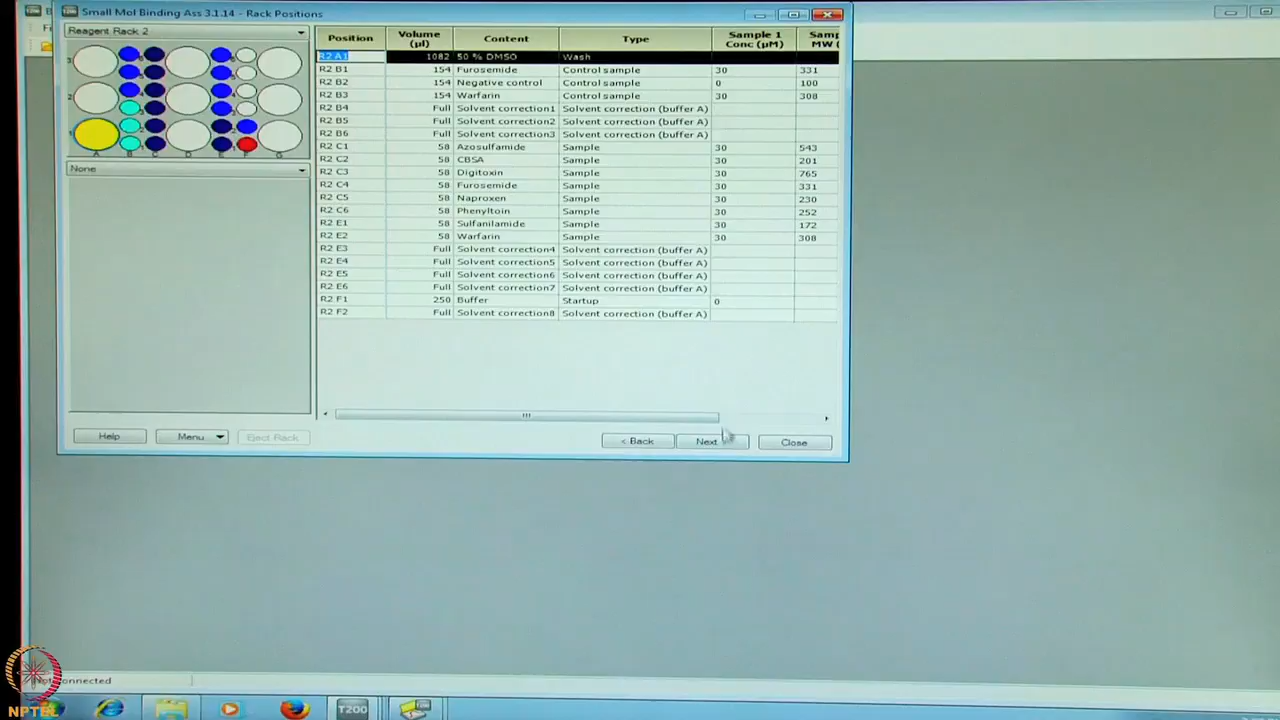 Small Mol Binding Ass 3.1.14 - Rack Positions
Reagent Rack 2
None
Position Volume (µl) Content Type Sample 1 Conc (µM) Samp MW (
R2 A1 1082 50 % DMSO Wash
R2 B1 154 Furosemide Control sample 30 331
R2 B2 154 Negative control Control sample 0 100
R2 B3 154 Warfarin Control sample 30 308
R2 B4 Full Solvent correction1 Solvent correction (buffer A)
R2 B5 Full Solvent correction2 Solvent correction (buffer A)
R2 B6 Full Solvent correction3 Solvent correction (buffer A)
R2 C1 58 Azosulfamide Sample 30 543
R2 C2 58 CBSA Sample 30 201
R2 C3 58 Digitoxin Sample 30 765
R2 C4 58 Furosemide Sample 30 331
R2 C5 58 Naproxen Sample 30 230
R2 C6 58 Phenyltoin Sample 30 252
R2 E1 58 Sulfanilamide Sample 30 172
R2 E2 58 Warfarin Sample 30 308
R2 E3 Full Solvent correction4 Solvent correction (buffer A)
R2 E4 Full Solvent correction5 Solvent correction (buffer A)
R2 E5 Full Solvent correction6 Solvent correction (buffer A)
R2 E6 Full Solvent correction7 Solvent correction (buffer A)
R2 F1 250 Buffer Startup 0
R2 F2 Full Solvent correction8 Solvent correction (buffer A)
Help Menu Eject Rack < Back Next Close
connected
NPTEL
T200